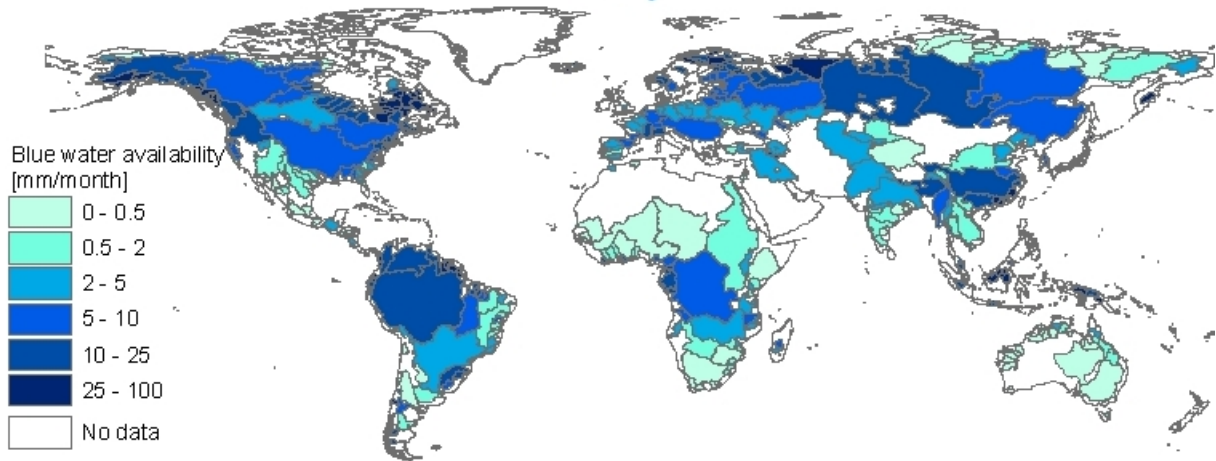 Blue water availability
[mm/month]
0 - 0.5
0.5 - 2
2 - 5
5 - 10
10 - 25
25 - 100
No data